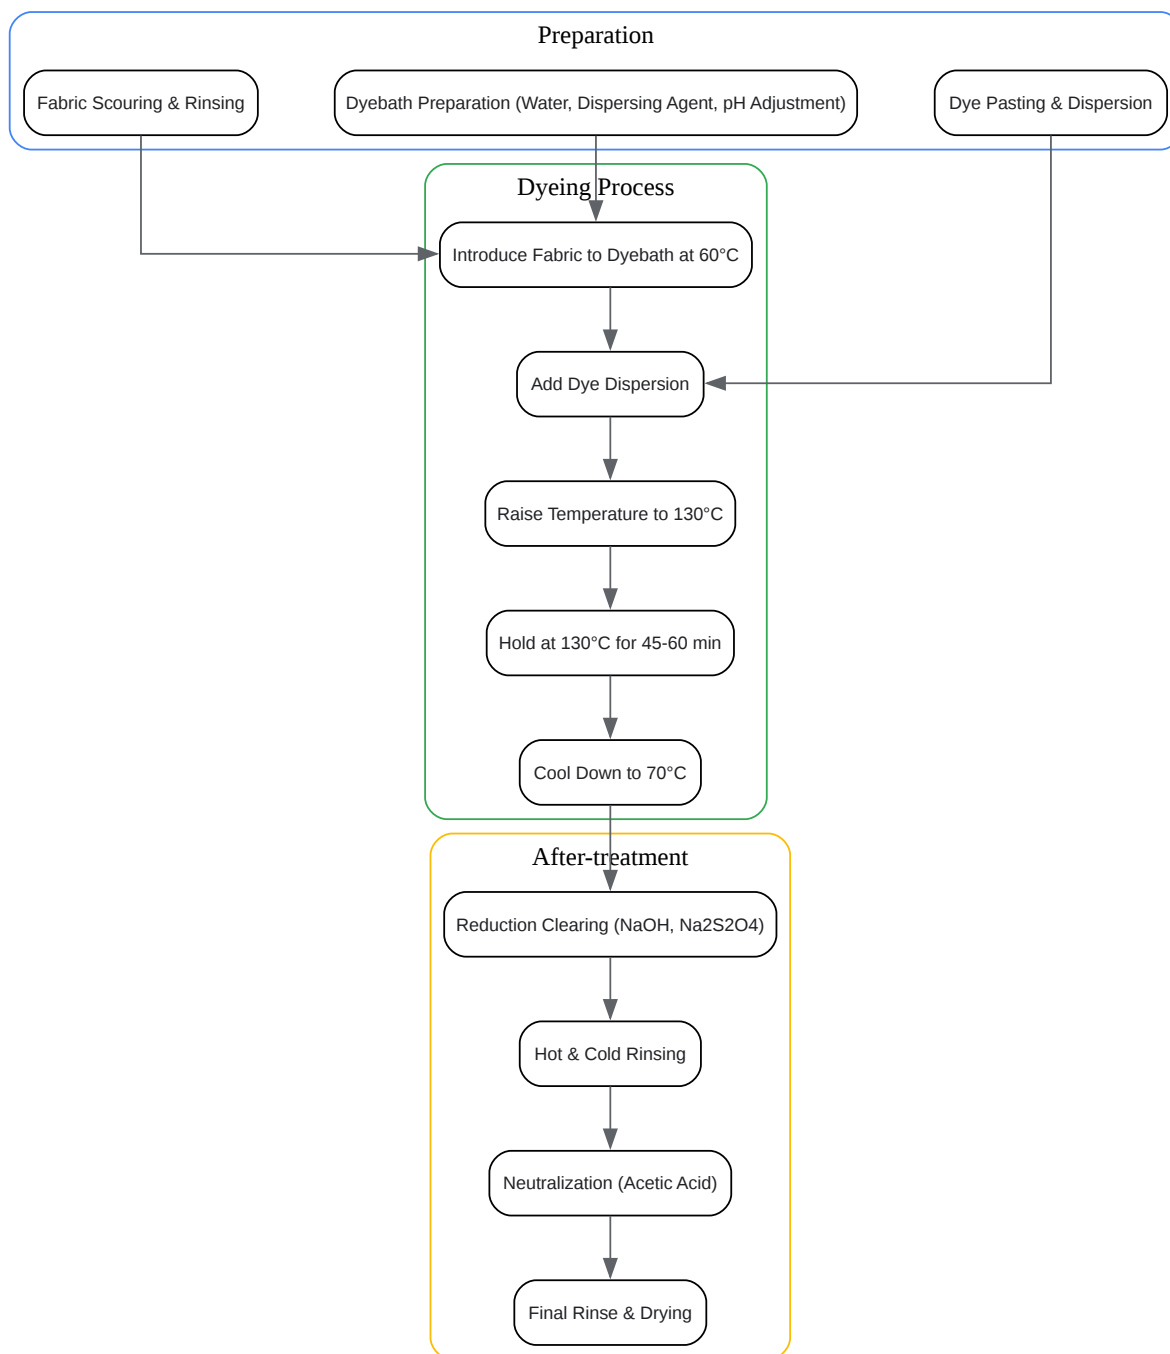 Preparation
Fabric Scouring & Rinsing
Dyebath Preparation (Water, Dispersing Agent, pH Adjustment)
Dye Pasting & Dispersion
Dyeing Process
Introduce Fabric to Dyebath at 60°C
Add Dye Dispersion
Raise Temperature to 130°C
Hold at 130°C for 45-60 min
Cool Down to 70°C
After-treatment
Reduction Clearing (NaOH, Na2S2O4)
Hot & Cold Rinsing
Neutralization (Acetic Acid)
Final Rinse & Drying